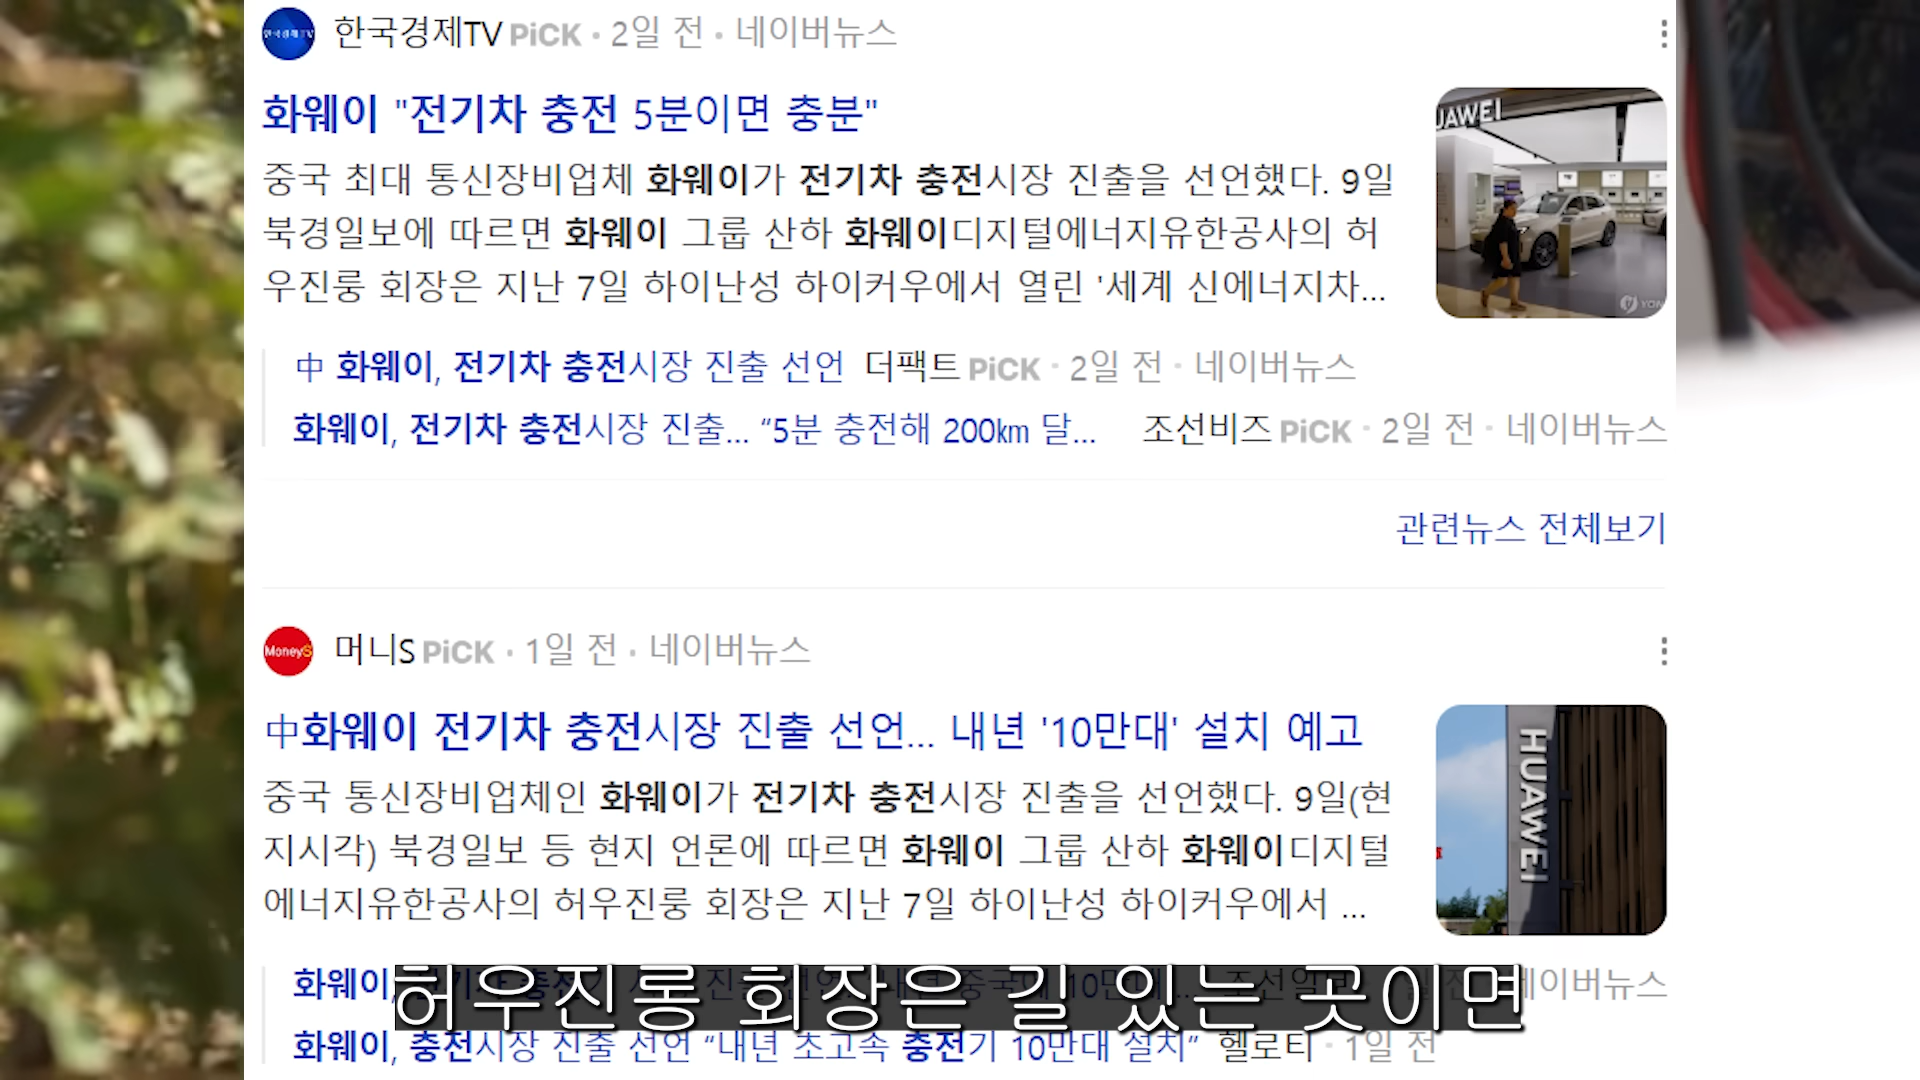 한국경제TV PiCK · 2일 전 · 네이버뉴스
화웨이 "전기차 충전 5분이면 충분"
중국 최대 통신장비업체 화웨이가 전기차 충전시장 진출을 선언했다. 9일
북경일보에 따르면 화웨이 그룹 산하 화웨이디지털에너지유한공사의 허
우진룽 회장은 지난 7일 하이난성 하이커우에서 열린 '세계 신에너지차...
UAWEI
中 화웨이, 전기차 충전시장 진출 선언 더팩트 PiCK · 2일 전 · 네이버뉴스
화웨이, 전기차 충전시장 진출... “5분 충전해 200㎞ 달... 조선비즈 PiCK · 2일 전 · 네이버뉴스
관련뉴스 전체보기
MoneyS
머니S PiCK · 1일 전 · 네이버뉴스
中화웨이 전기차 충전시장 진출 선언... 내년 '10만대' 설치 예고
중국 통신장비업체인 화웨이가 전기차 충전시장 진출을 선언했다. 9일(현
지시각) 북경일보 등 현지 언론에 따르면 화웨이 그룹 산하 화웨이디지털
에너지유한공사의 허우진룽 회장은 지난 7일 하이난성 하이커우에서 ...
HUAWEI
화웨이, 네이버뉴스
허우진롱 회장은 길 있는 곳이면
화웨이, 충전시장 진출 선언 “내년 초고속 충전기 10만대 설치” 헬로티 · 1일 전